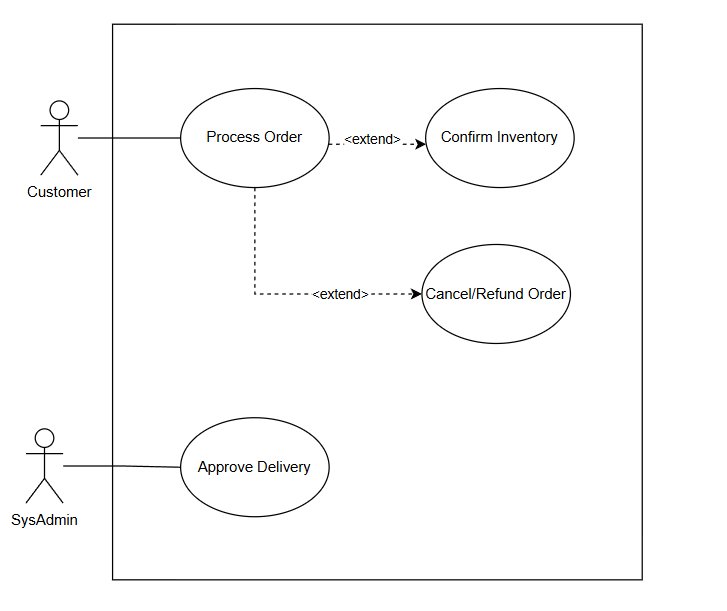 Process Order
<extend>
Confirm Inventory
Customer
<extend>
Cancel/Refund Order
Approve Delivery
SysAdmin